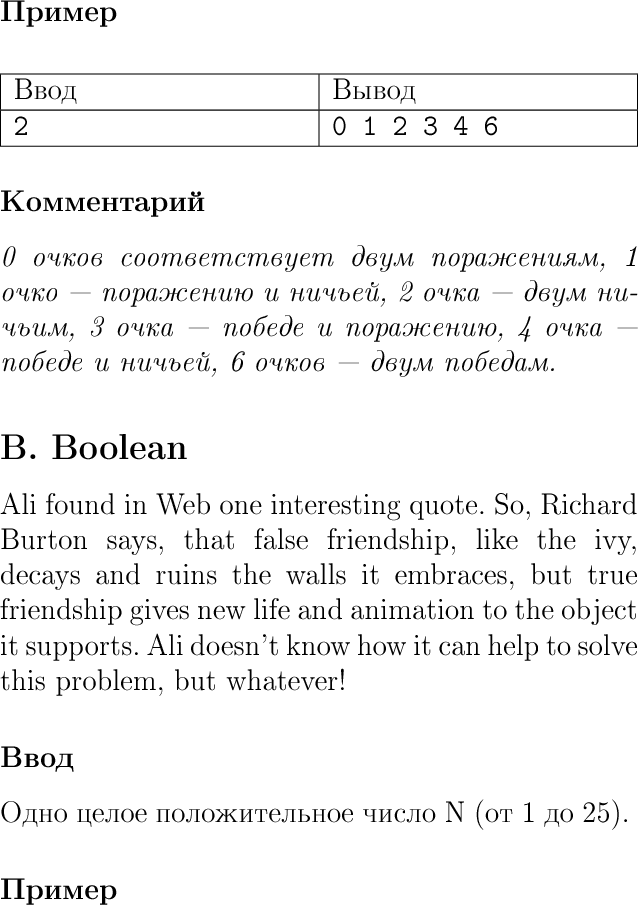 Пример
Ввод Вывод
2 0 1 2 3 4 6
Комментарий
0 очков соответствует двум поражениям, 1
очко — поражению и ничьей, 2 очка — двум ни-
чьим, 3 очка — победе и поражению, 4 очка —
победе и ничьей, 6 очков — двум победам.
B. Boolean
Ali found in Web one interesting quote. So, Richard
Burton says, that false friendship, like the ivy,
decays and ruins the walls it embraces, but true
friendship gives new life and animation to the object
it supports. Ali doesn't know how it can help to solve
this problem, but whatever!
Ввод
Одно целое положительное число N (от 1 до 25).
Пример